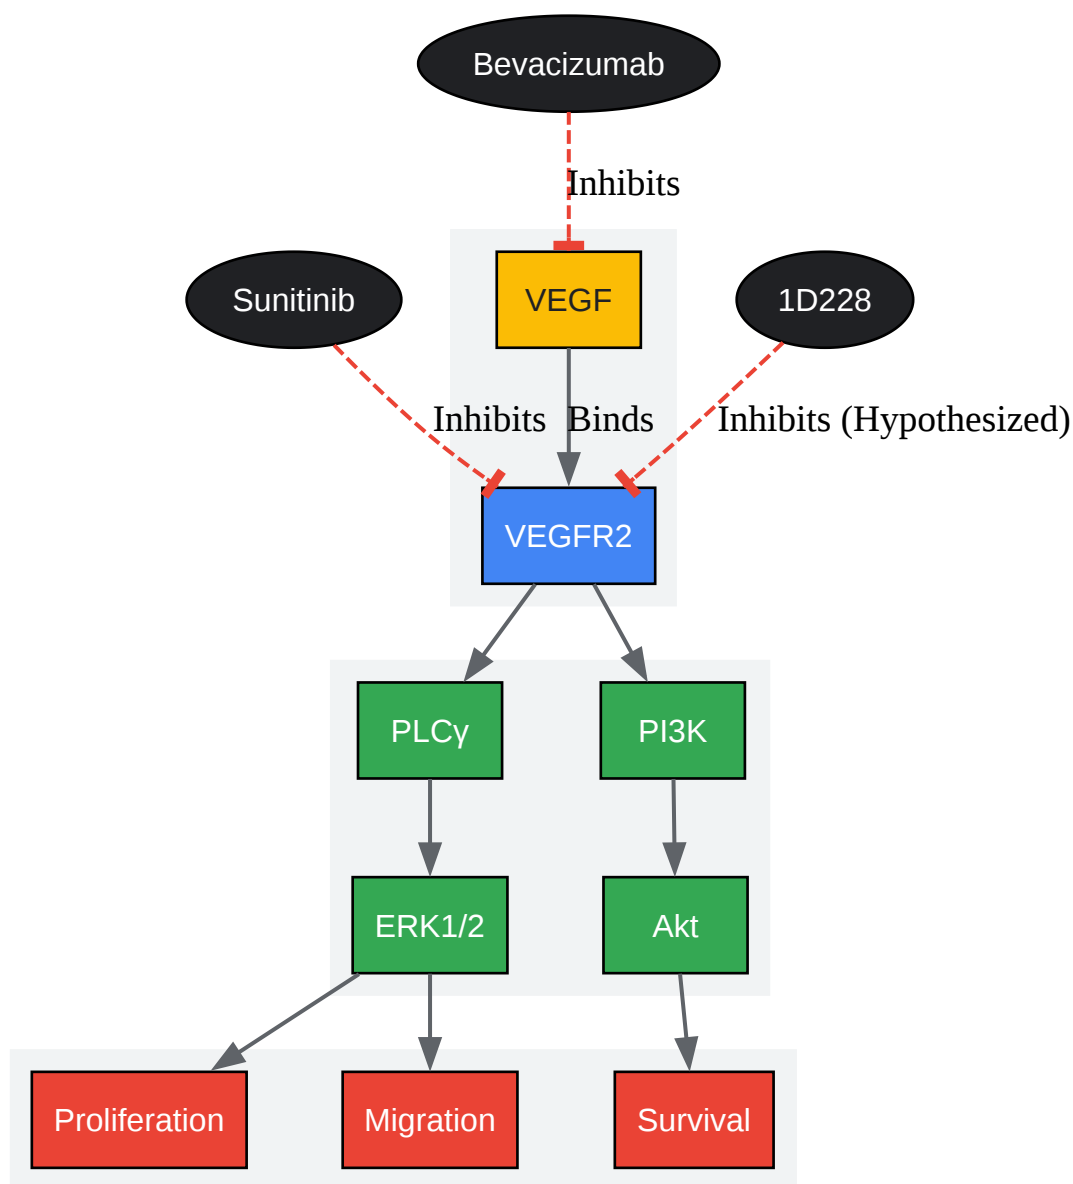 Bevacizumab
Inhibits
Sunitinib
VEGF
1D228
Inhibits
Binds
Inhibits (Hypothesized)
VEGFR2
PLCγ
PI3K
ERK1/2
Akt
Proliferation
Migration
Survival